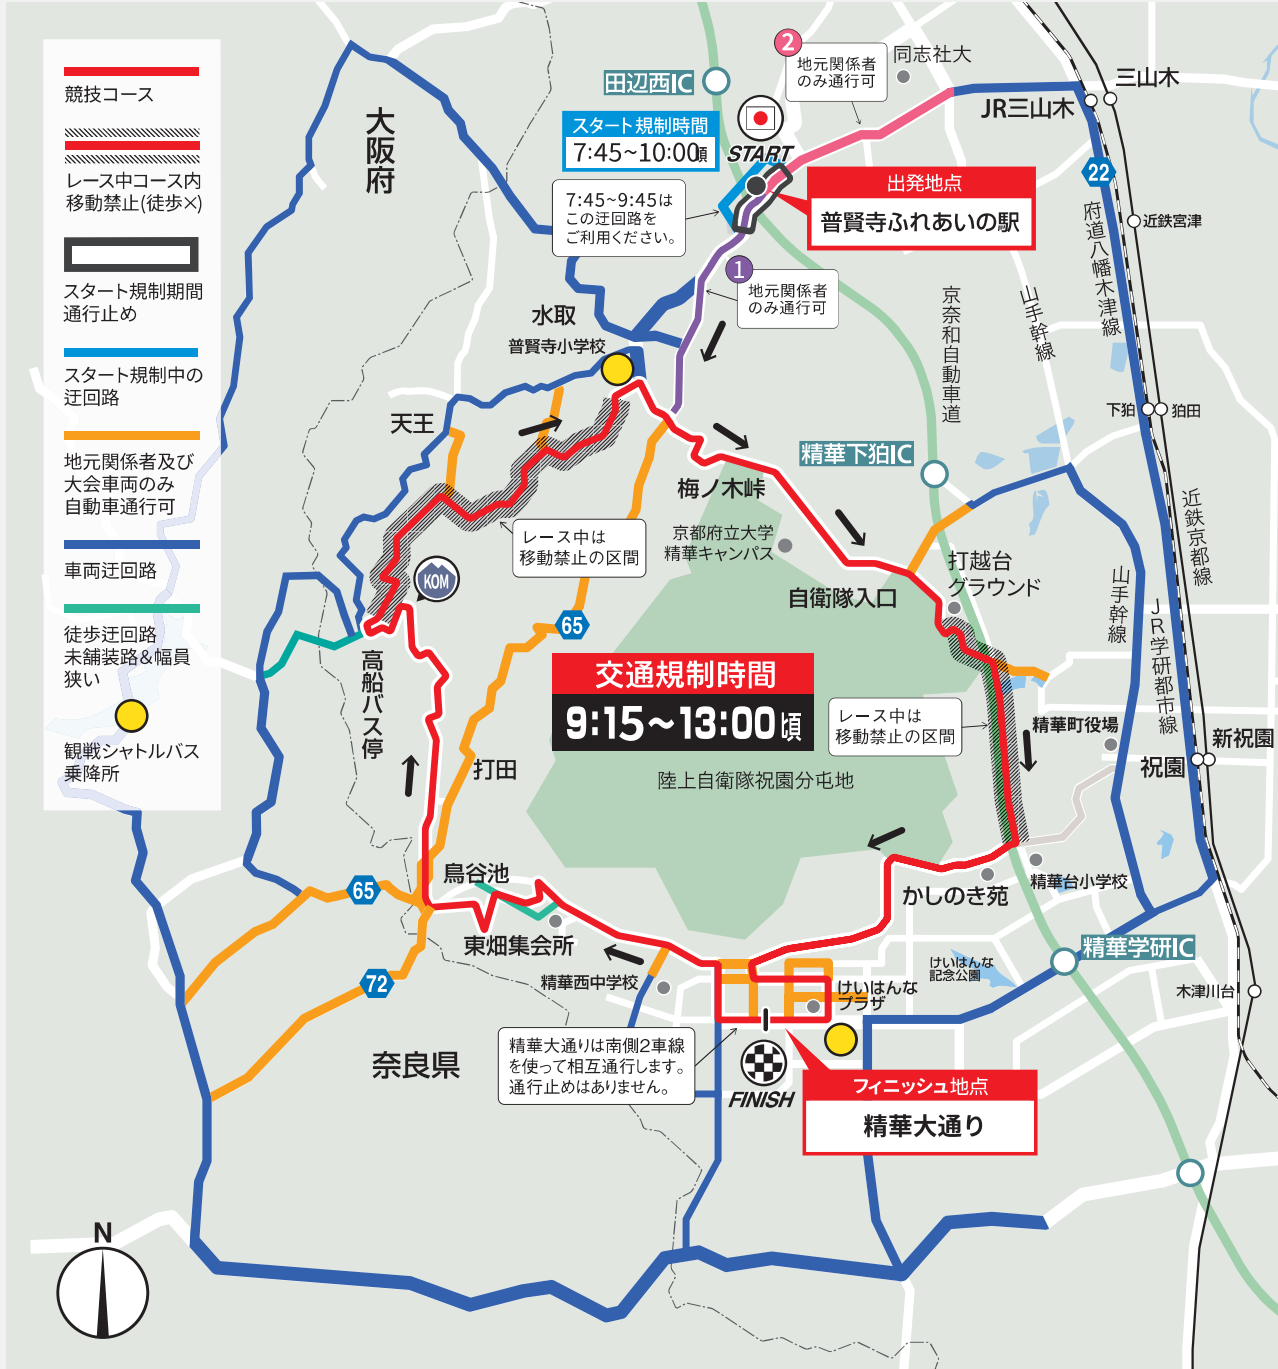 競技コース
レース中コース内
移動禁止(徒歩×)
スタート規制期間
通行止め
スタート規制中の
迂回路
地元関係者及び
大会車両のみ
自動車通行可
車両迂回路
徒歩迂回路
未舗装路&幅員
狭い
観戦シャトルバス
乗降所
大阪府
田辺西IC
スタート規制時間
7:45~10:00頃
START
2
地元関係者
のみ通行可
同志社大
三山木
JR三山木
22
府道八幡木津線
近鉄宮津
出発地点
普賢寺ふれあいの駅
7:45~9:45は
この迂回路を
ご利用ください。
1
地元関係者
のみ通行可
水取
普賢寺小学校
京奈和自動車道
山手幹線
下狛
狛田
天王
梅ノ木峠
精華下狛IC
近鉄京都線
レース中は
移動禁止の区間
京都府立大学
精華キャンパス
KOM
自衛隊入口
打越台
グラウンド
山手幹線
JR学研都市線
65
高船バス停
交通規制時間
9:15~13:00頃
レース中は
移動禁止の区間
精華町役場
新祝園
祝園
打田
陸上自衛隊祝園分屯地
鳥谷池
65
かしのき苑
精華台小学校
東畑集会所
72
精華西中学校
けいはんな
記念公園
精華学研IC
けいはんな
プラザ
木津川台
奈良県
精華大通りは南側2車線
を使って相互通行します。
通行止めはありません。
FINISH
フィニッシュ地点
精華大通り
N